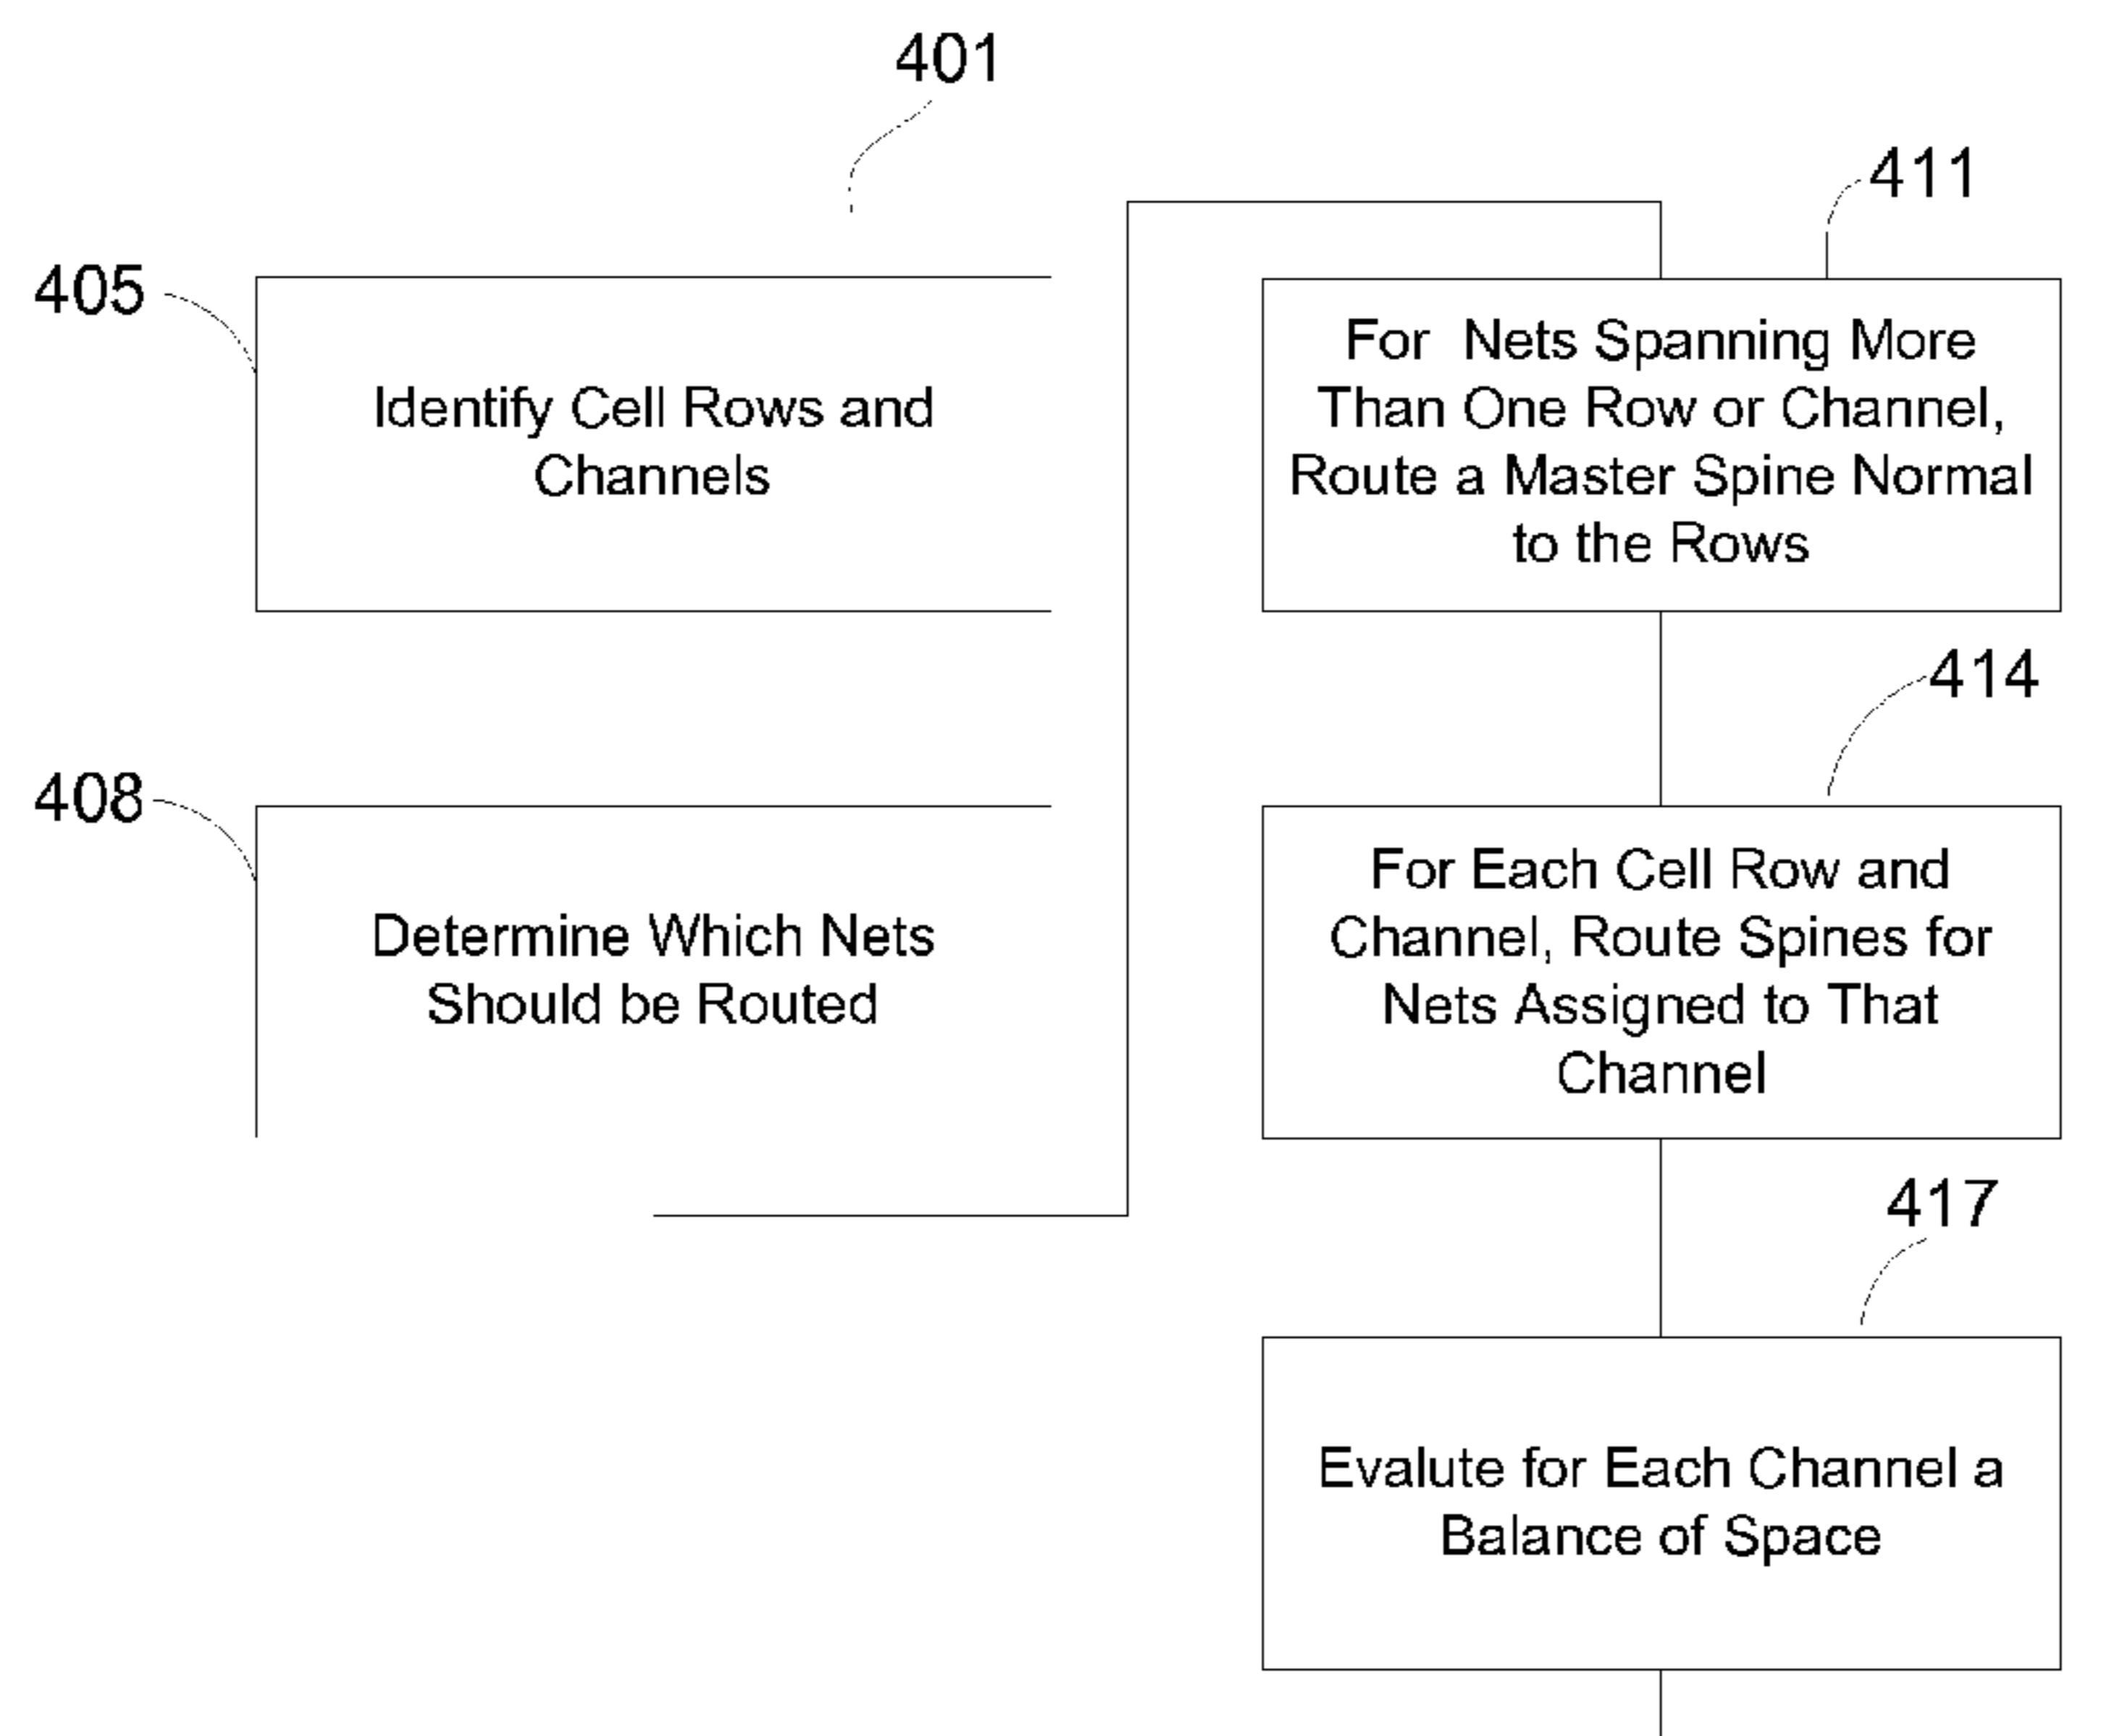 401
405
Identify Cell Rows and
Channels
408
Determine Which Nets
Should be Routed
411
For Nets Spanning More
Than One Row or Channel,
Route a Master Spine Normal
to the Rows
414
For Each Cell Row and
Channel, Route Spines for
Nets Assigned to That
Channel
417
Evalute for Each Channel a
Balance of Space